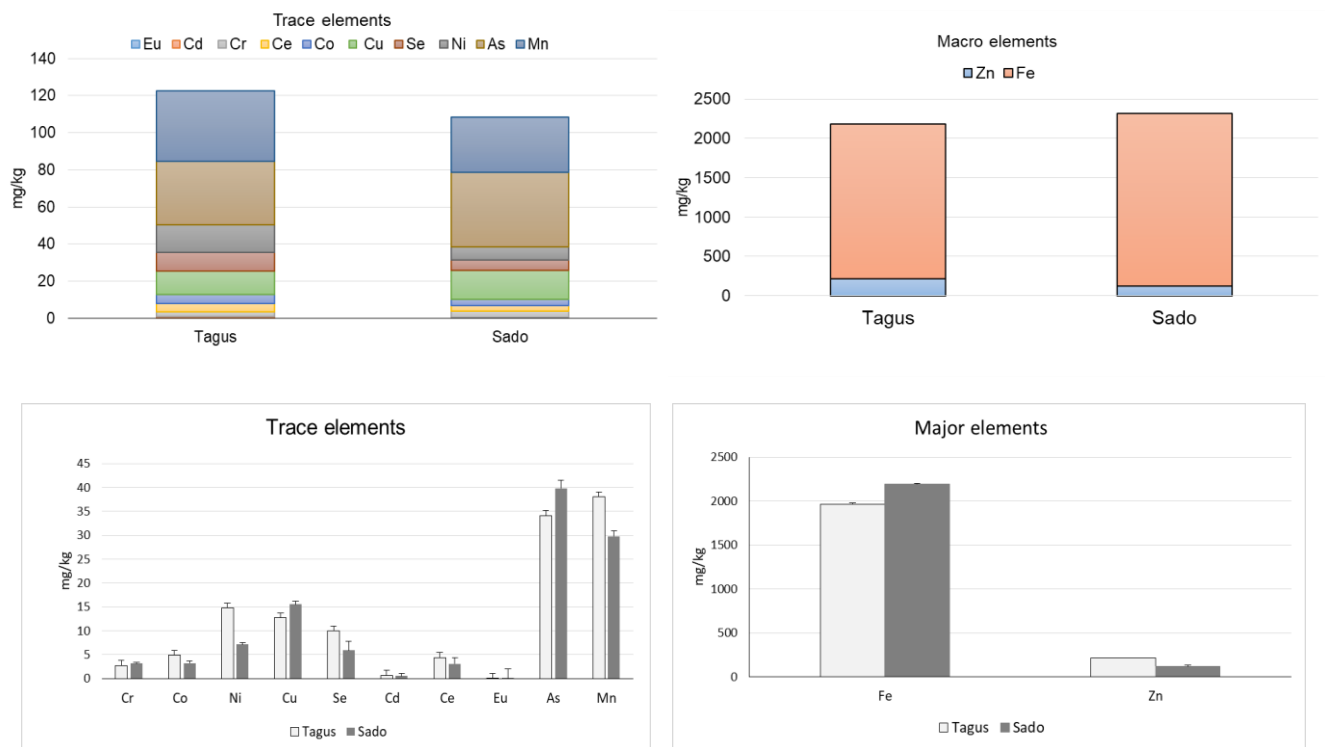 Trace elements
Eu Cd Cr Ce Co Cu Se Ni As Mn
140
120
100
80
60
40
20
0
mg/kg
Tagus Sado
Macro elements
Zn Fe
2500
2000
1500
1000
500
0
mg/kg
Tagus Sado
Trace elements
45
40
35
30
25
20
15
10
5
0
mg/kg
Cr Co Ni Cu Se Cd Ce Eu As Mn
Tagus Sado
Major elements
2500
2000
1500
1000
500
0
mg/kg
Fe Zn
Tagus Sado